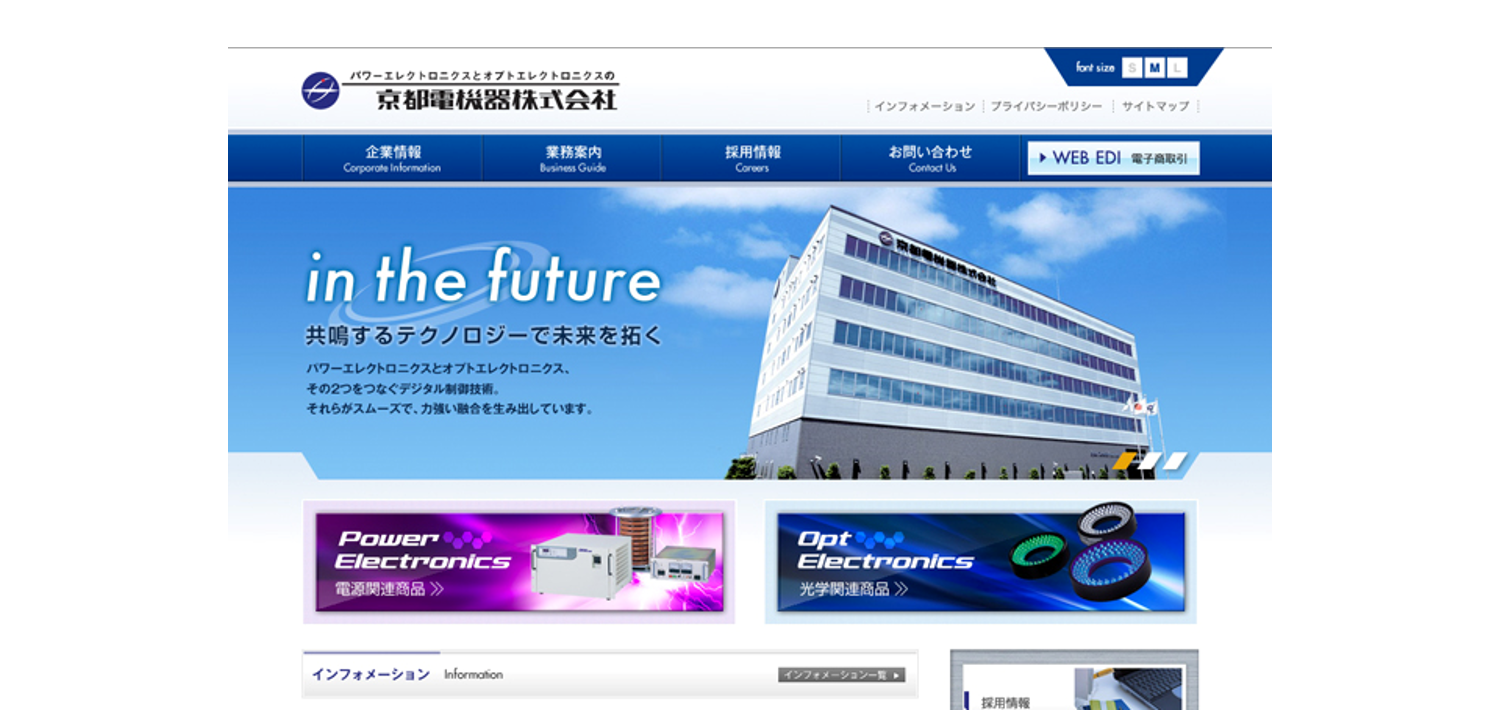 font size S M L
パワーエレクトロニクスとオプトエレクトロニクスの
京都電機器株式会社
インフォメーション プライバシーポリシー サイトマップ
企業情報 業務案内 採用情報 お問い合わせ
Corporate Information Business Guide Careers Contact Us
WEB EDI 電子商取引
京都電機器株式会社
in the future
共鳴するテクノロジーで未来を拓く
パワーエレクトロニクスとオプトエレクトロニクス、
その2つをつなぐデジタル制御技術。
それらがスムーズで、力強い融合を生み出しています。
Power
Electronics
電源関連商品
Opt
Electronics
光学関連商品
インフォメーション Information
インフォメーション一覧
採用情報